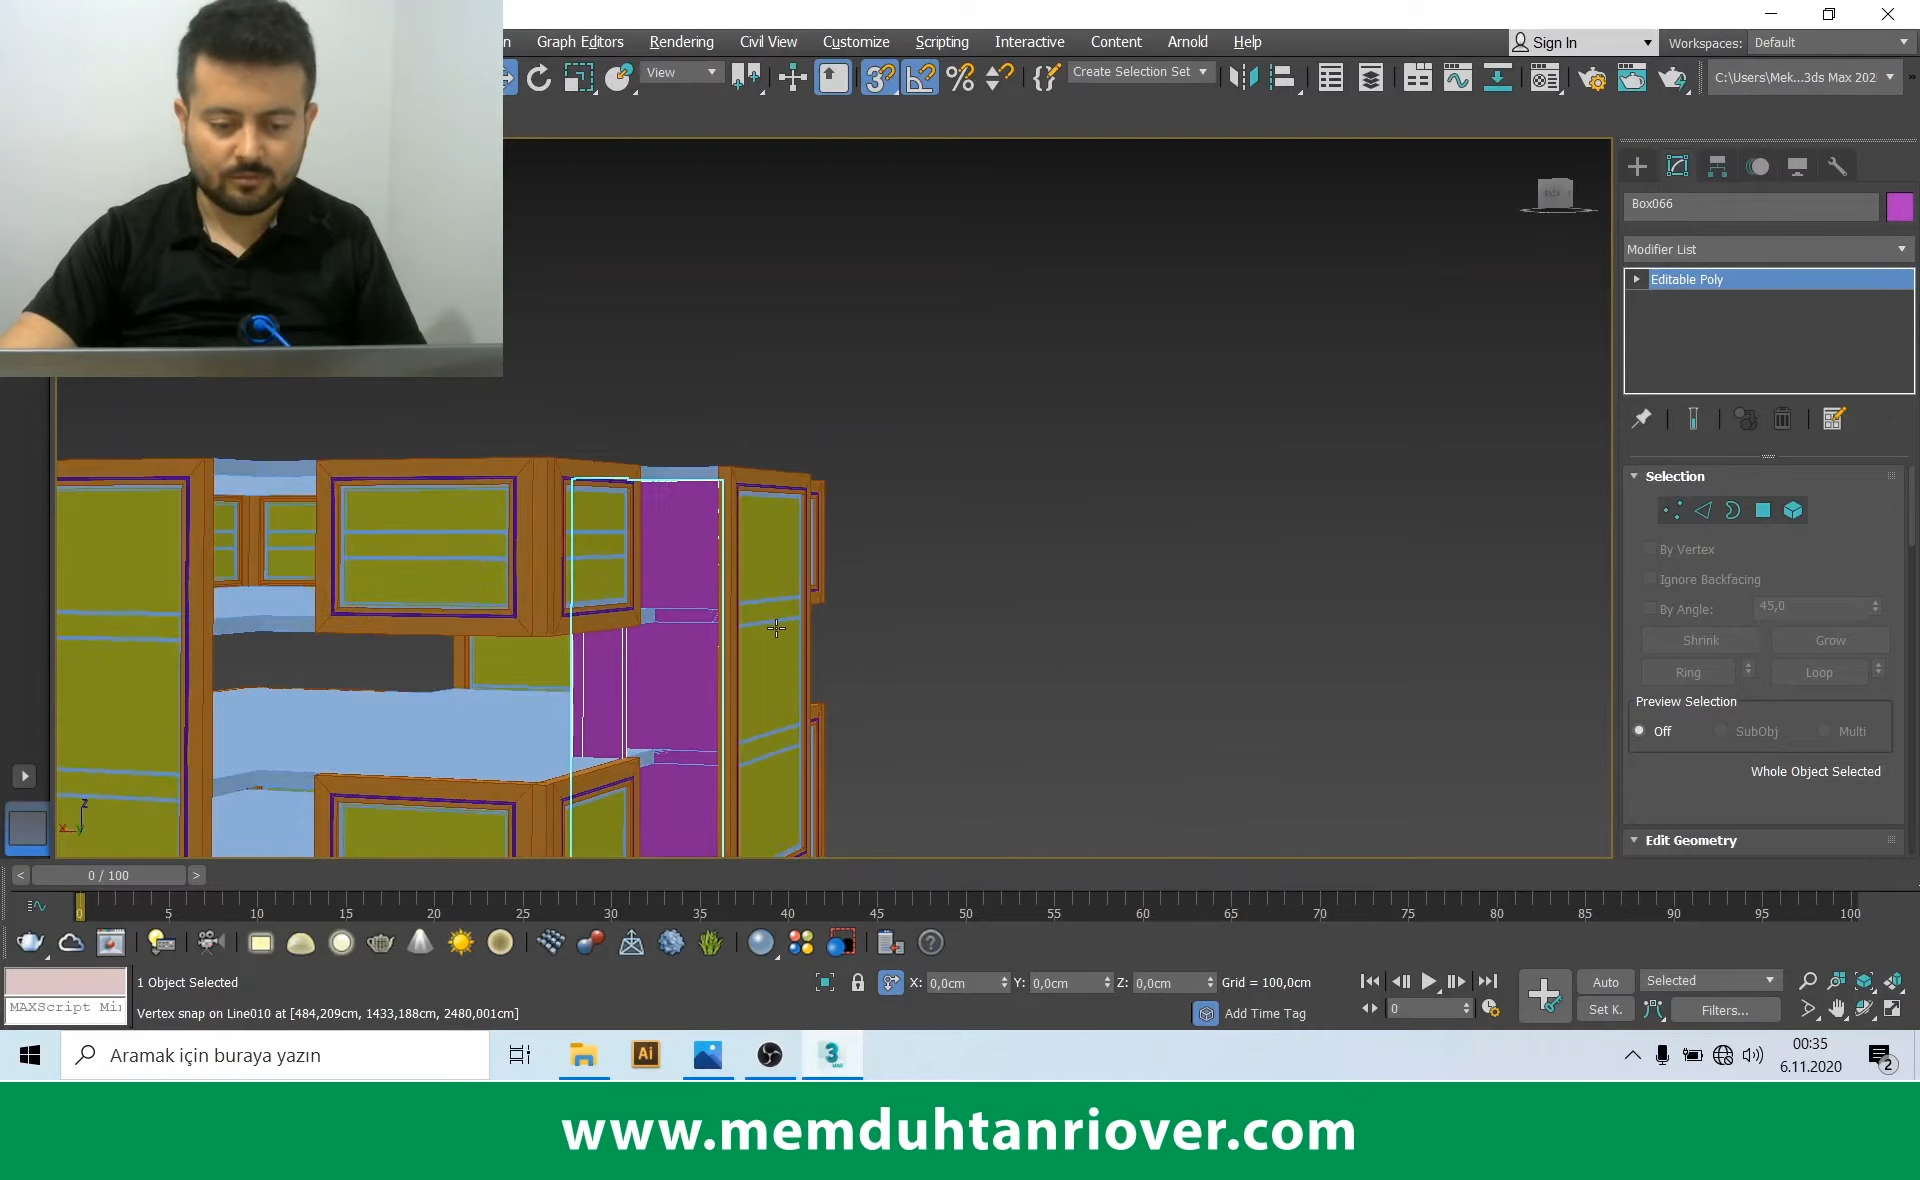 n Graph Editors Rendering Civil View Customize Scripting Interactive Content Arnold Help
Sign In Workspaces: Default
View
Create Selection Set
C:\Users\Mek...3ds Max 202
Box066
Modifier List
Editable Poly
Selection
By Vertex
Ignore Backfacing
By Angle: 45,0
Shrink Grow
Ring Loop
Preview Selection
Off SubObj Multi
Whole Object Selected
Edit Geometry
z
x y
< 0 / 100 >
0 5 10 15 20 25 30 35 40 45 50 55 60 65 70 75 80 85 90 95 100
1 Object Selected
X: 0,0cm Y: 0,0cm Z: 0,0cm Grid = 100,0cm
Auto Selected
MAXScript Mi
Vertex snap on Line010 at [484,209cm, 1433,188cm, 2480,001cm]
Add Time Tag
0
Set K. Filters...
Aramak için buraya yazın
Ai
3
00:35
6.11.2020
2
www.memduhtanriover.com